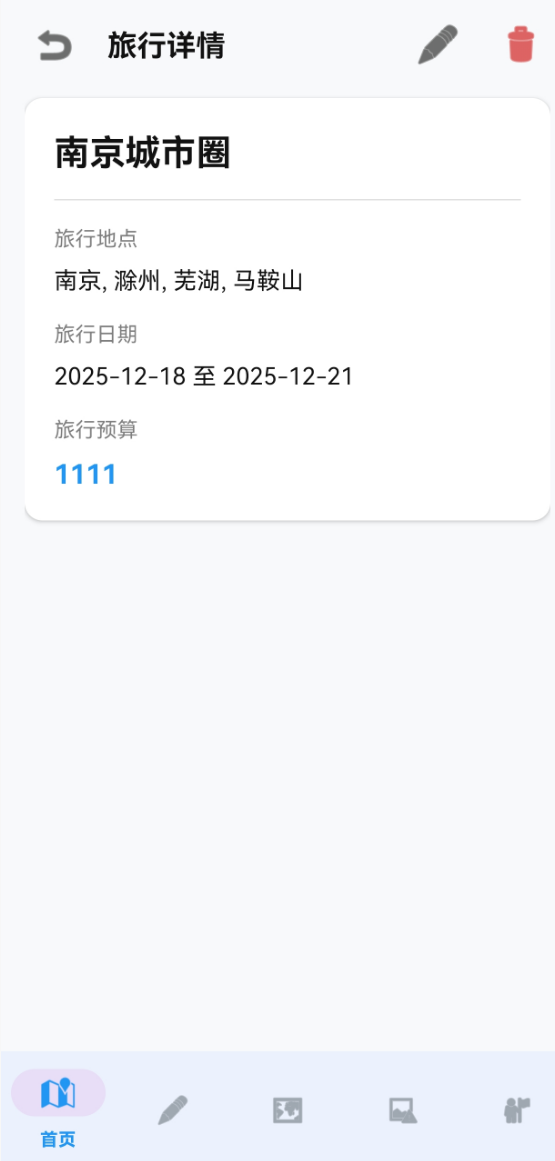 旅行详情
南京城市圈
旅行地点
南京, 滁州, 芜湖, 马鞍山
旅行日期
2025-12-18 至 2025-12-21
旅行预算
1111
首页